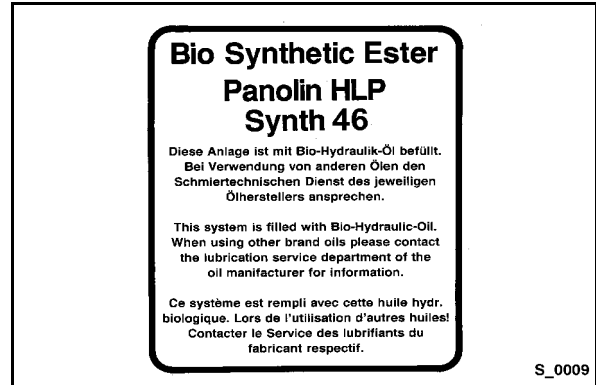 Bio Synthetic Ester
Panolin HLP
Synth 46
Diese Anlage ist mit Bio-Hydraulik-Öl befüllt.
Bei Verwendung von anderen Ölen den
Schmiertechnischen Dienst des jeweiligen
Ölherstellers ansprechen.
This system is filled with Bio-Hydraulic-Oil.
When using other brand oils please contact
the lubrication service department of the
oil manifacturer for information.
Ce système est rempli avec cette huile hydr.
biologique. Lors de l'utilisation d'autres huiles!
Contacter le Service des lubrifiants du
fabricant respectif.
S_0009